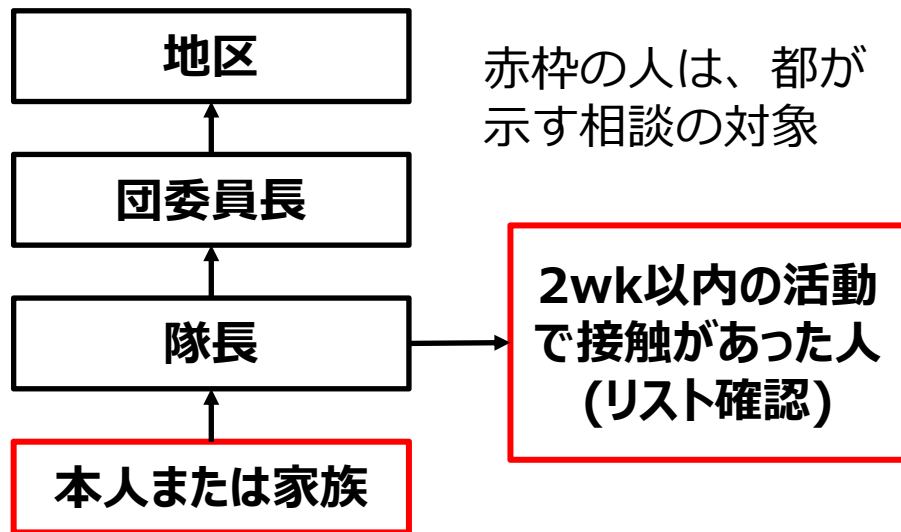 地区
赤枠の人は、都が
示す相談の対象
団委員長
隊長
2wk以内の活動
で接触があった人
(リスト確認)
本人または家族